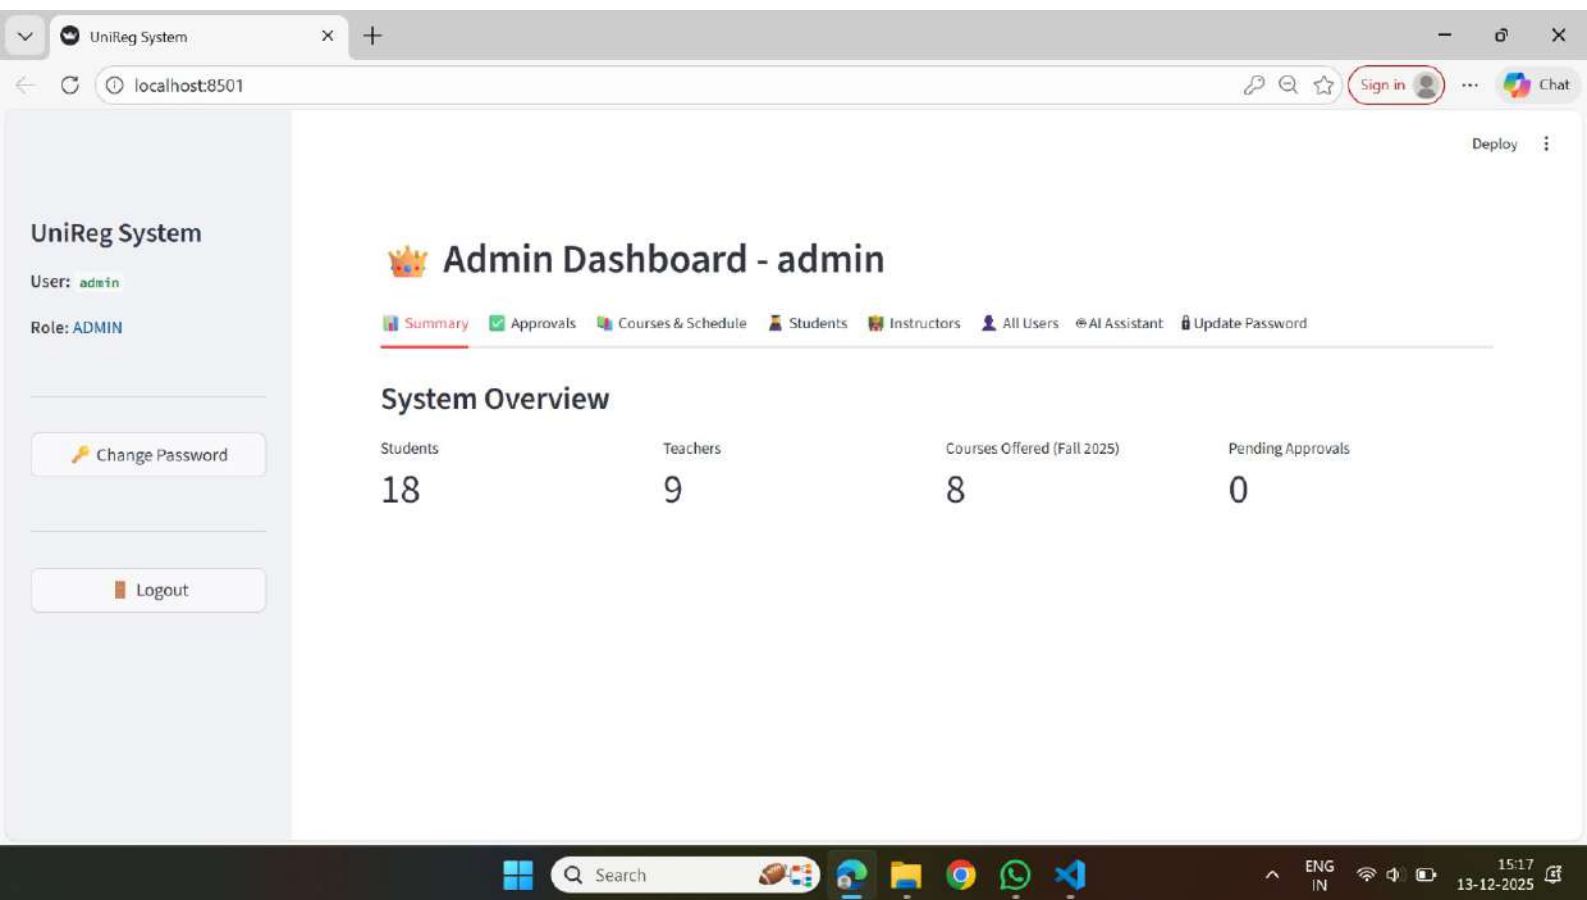 UniReg System
localhost:8501
Sign in
Chat
Deploy
UniReg System
User: admin
Role: ADMIN
Change Password
Logout
Admin Dashboard - admin
Summary Approvals Courses & Schedule Students Instructors All Users AI Assistant Update Password
System Overview
Students Teachers Courses Offered (Fall 2025) Pending Approvals
18 9 8 0
Search
ENG
IN
15:17
13-12-2025